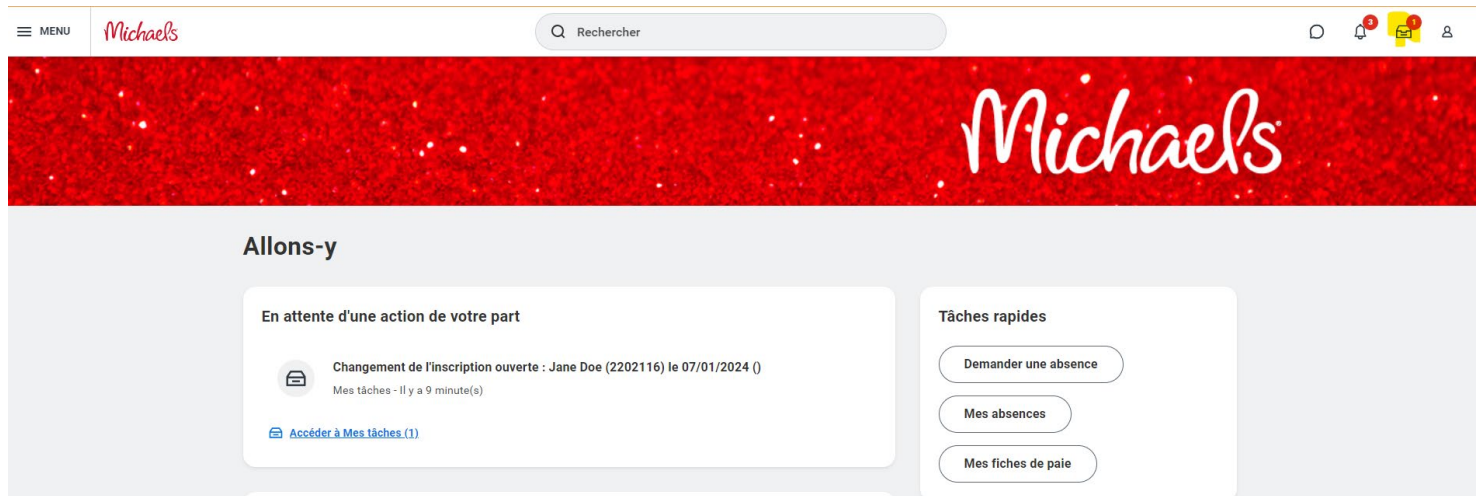 MENU
Michaels
Rechercher
3
1
Michaels
Allons-y
En attente d'une action de votre part
Changement de l'inscription ouverte : Jane Doe (2202116) le 07/01/2024 ()
Mes tâches - Il y a 9 minute(s)
Accéder à Mes tâches (1)
Tâches rapides
Demander une absence
Mes absences
Mes fiches de paie